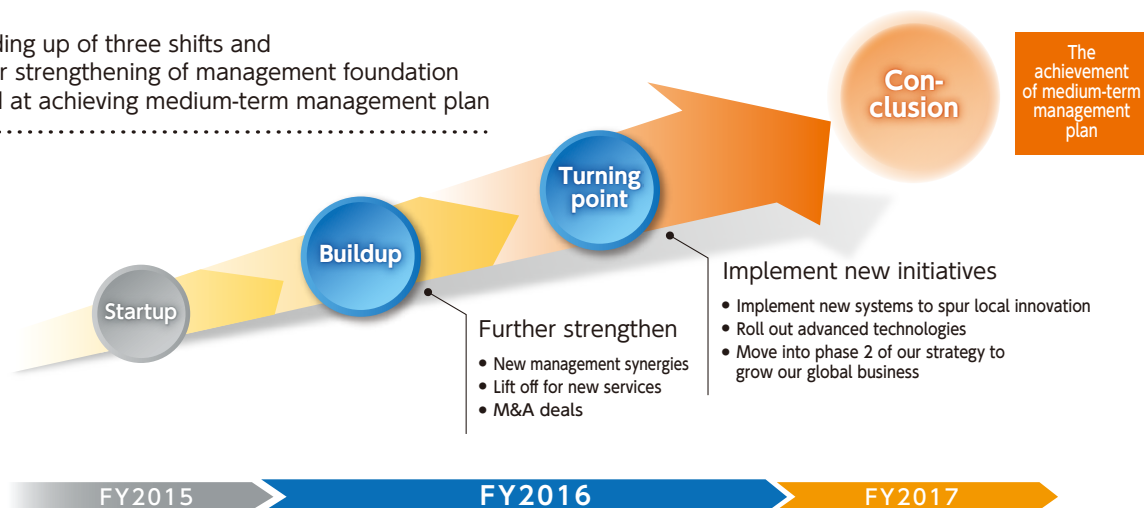 up of three shifts and
strengthening of management foundation
at achieving medium-term management plan
Con-
clusion
The
achievement
of medium-term
management
plan
Turning
point
Buildup
Startup
Implement new initiatives
• Implement new systems to spur local innovation
• Roll out advanced technologies
• Move into phase 2 of our strategy to
grow our global business
Further strengthen
• New management synergies
• Lift off for new services
• M&A deals
FY2015
FY2016
FY2017